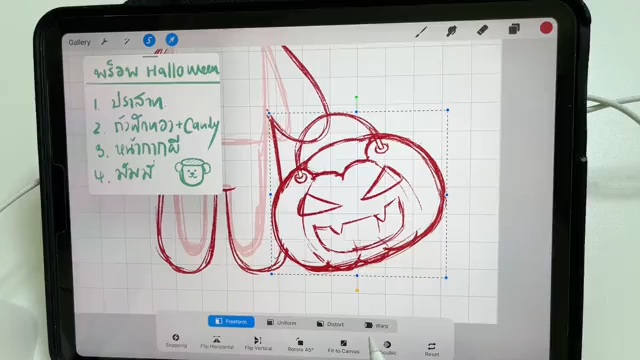 Gallery
พร็อพ Halloween
1. ปราสาท
2. ถังฟักทอง+Candy
3. หน้ากากผี
4. มัมมี่
Freeform
Uniform
Distort
Warp
Snapping
Flip Horizontal
Flip Vertical
Rotate 45°
Fit to Canvas
Reset